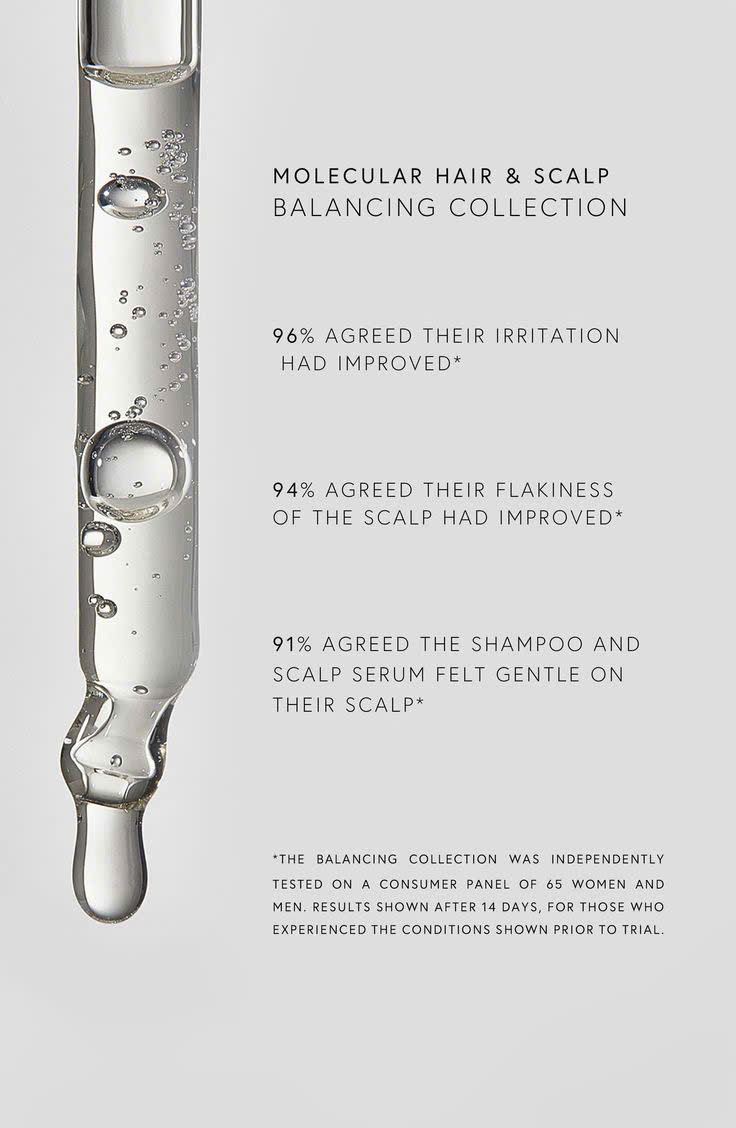 MOLECULAR HAIR & SCALP
BALANCING COLLECTION
96% AGREED THEIR IRRITATION
HAD IMPROVED*
94% AGREED THEIR FLAKINESS
OF THE SCALP HAD IMPROVED*
91% AGREED THE SHAMPOO AND
SCALP SERUM FELT GENTLE ON
THEIR SCALP*
*THE BALANCING COLLECTION WAS INDEPENDENTLY
TESTED ON A CONSUMER PANEL OF 65 WOMEN AND
MEN. RESULTS SHOWN AFTER 14 DAYS, FOR THOSE WHO
EXPERIENCED THE CONDITIONS SHOWN PRIOR TO TRIAL.